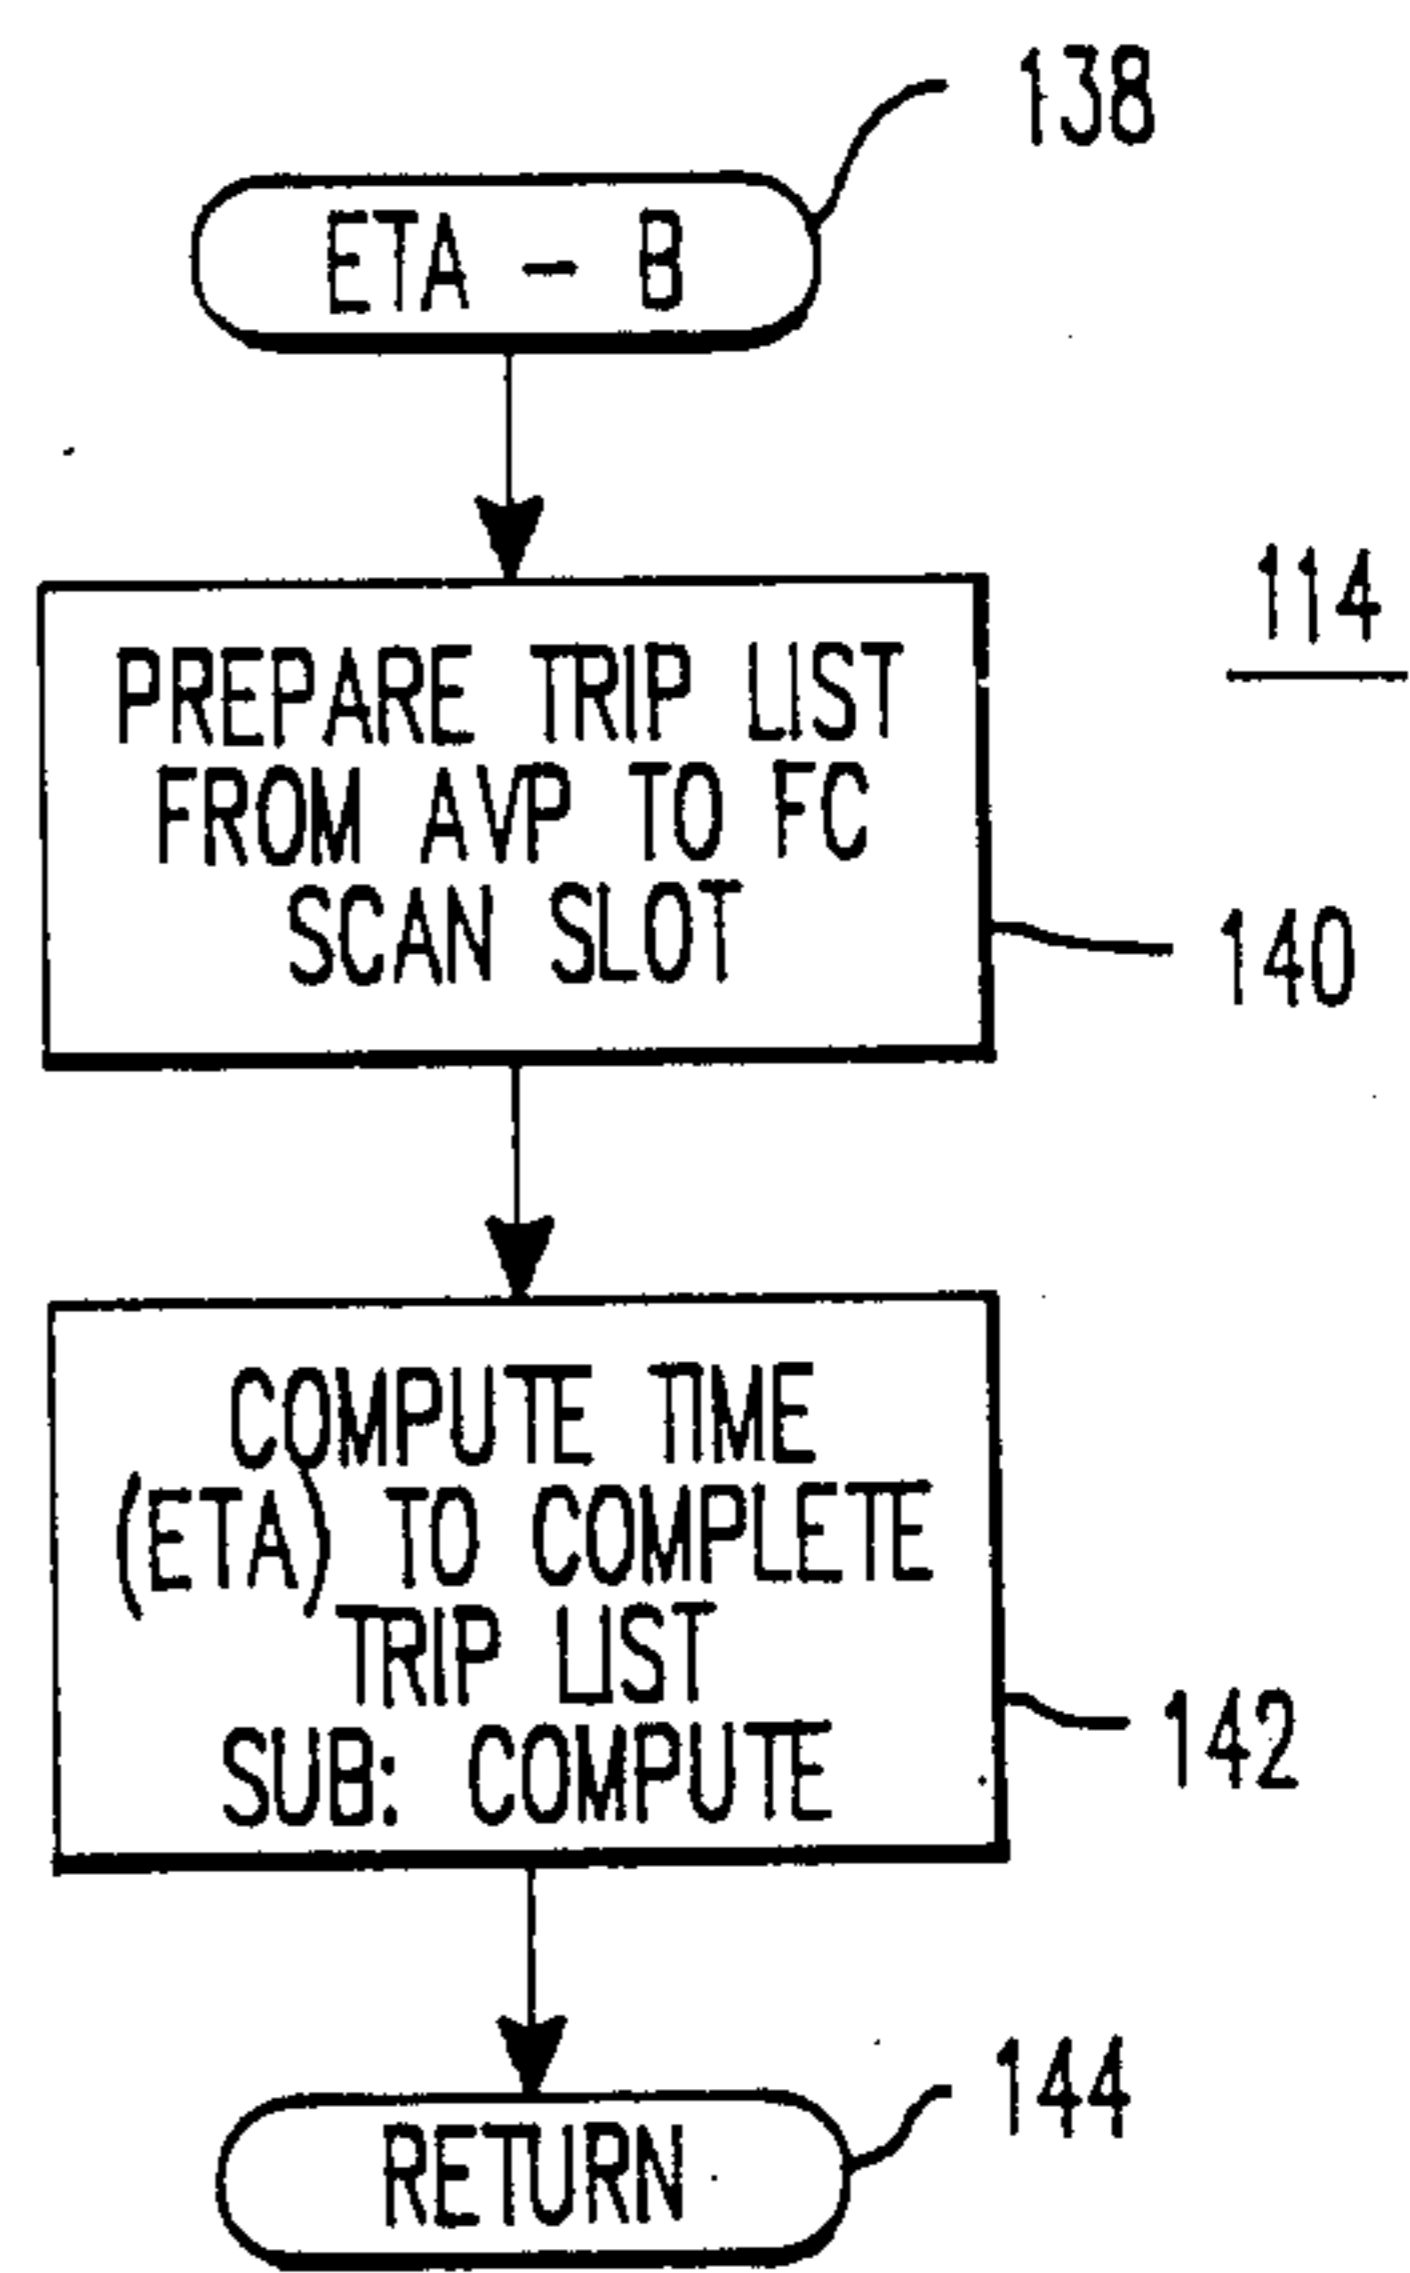 138
ETA - B
114
PREPARE TRIP LIST
FROM AVP TO FC
SCAN SLOT
140
COMPUTE TIME
(ETA) TO COMPLETE
TRIP LIST
SUB: COMPUTE
142
144
RETURN